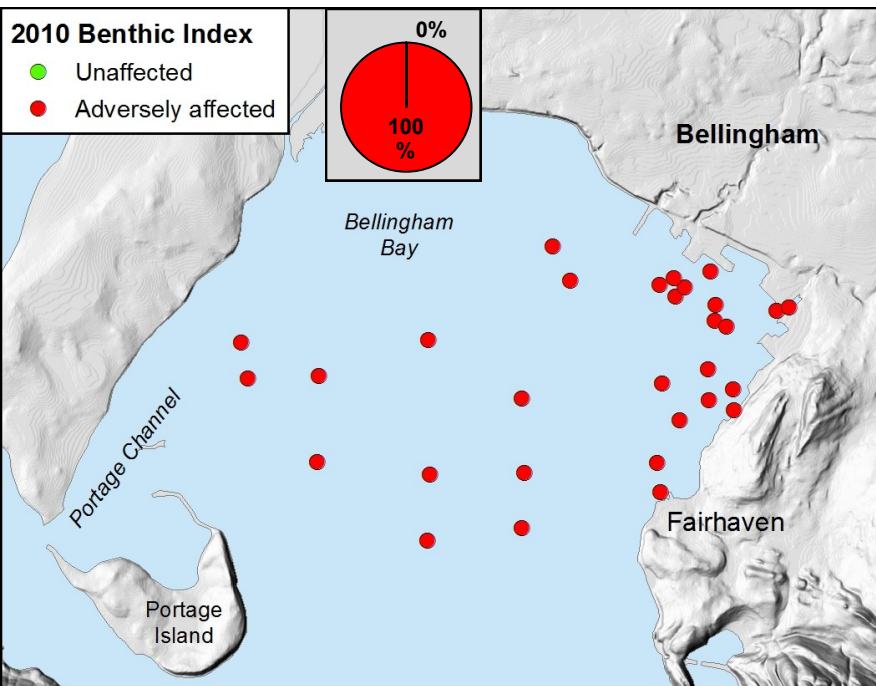 2010 Benthic Index
Unaffected
Adversely affected
0%
100
%
Bellingham
Bellingham
Bay
Portage Channel
Fairhaven
Portage
Island